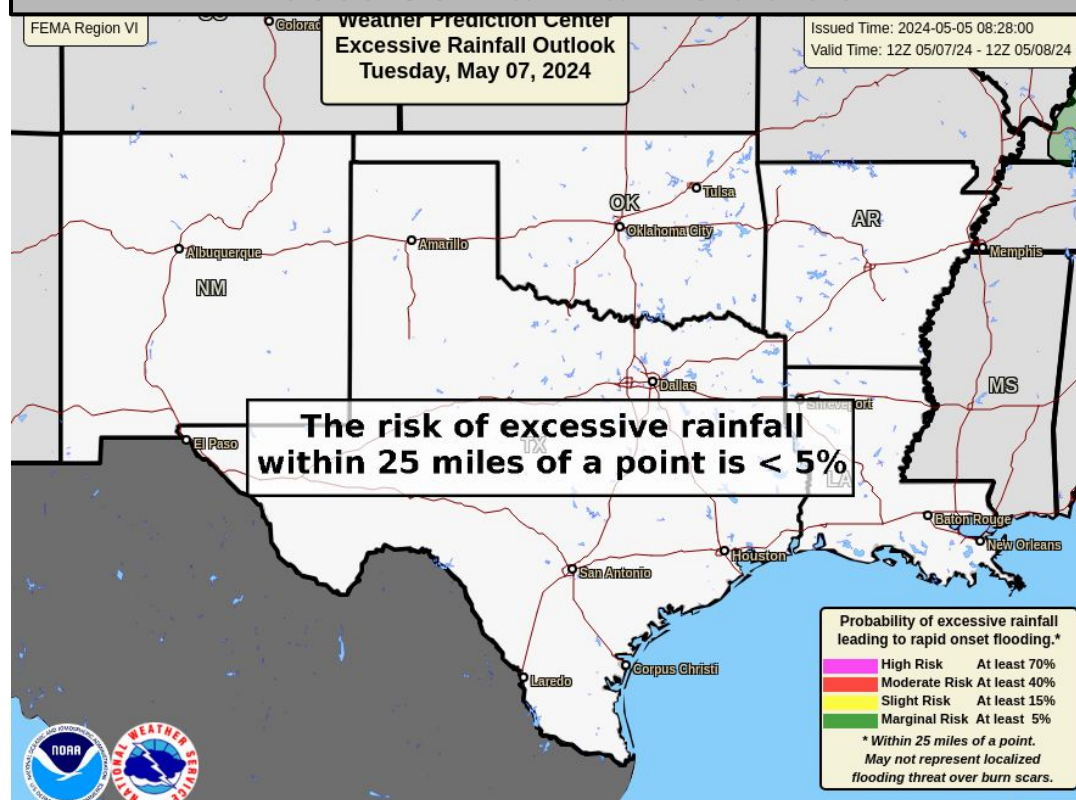 FEMA Region VI
Weather Prediction Center
Excessive Rainfall Outlook
Tuesday, May 07, 2024
Issued Time: 2024-05-05 08:28:00
Valid Time: 12Z 05/07/24 - 12Z 05/08/24
Tulsa
OK
Oklahoma City
AR
Amarillo
Albuquerque
Memphis
NM
Dallas
MS
Shreveport
The risk of excessive rainfall
within 25 miles of a point is < 5%
El Paso
TX
LA
Baton Rouge
New Orleans
Houston
San Antonio
Corpus Christi
Laredo
Probability of excessive rainfall
leading to rapid onset flooding.*
High Risk At least 70%
Moderate Risk At least 40%
Slight Risk At least 15%
Marginal Risk At least 5%
* Within 25 miles of a point.
May not represent localized
flooding threat over burn scars.
NOAA
NATIONAL WEATHER SERVICE